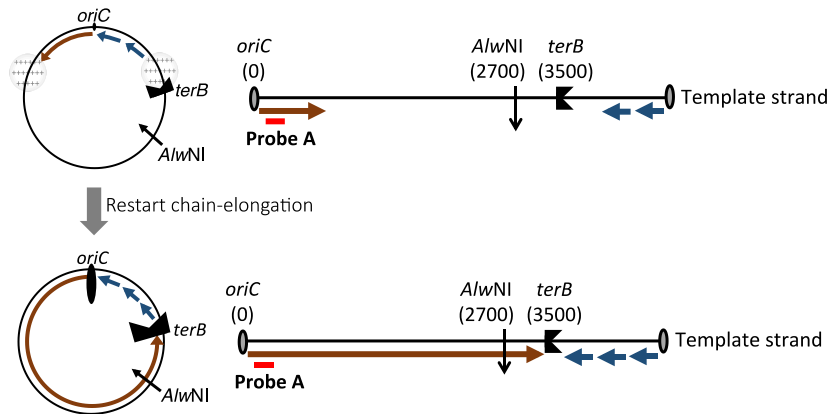 oriC
+++++
++++++
++++++
+++++
+++++
++++++
++++++
+++++
terB
AlwNI
oriC
(0)
AlwNI
(2700)
terB
(3500)
Template strand
Probe A
Restart chain-elongation
oriC
terB
AlwNI
oriC
(0)
AlwNI
(2700)
terB
(3500)
Template strand
Probe A